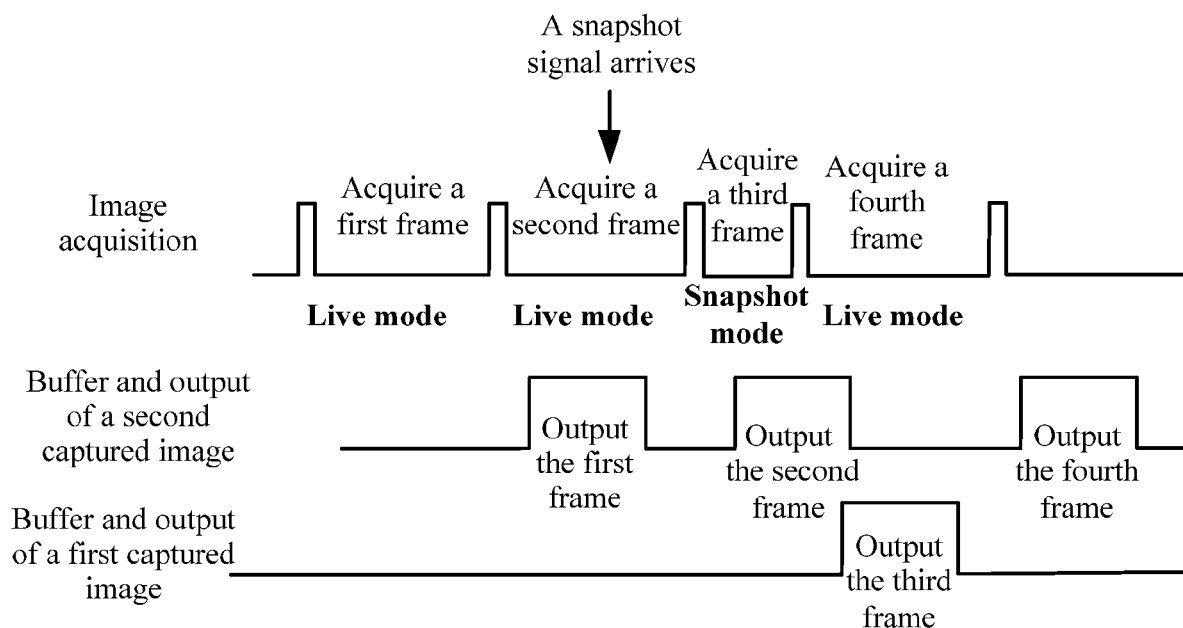 A snapshot
signal arrives
Image
acquisition
Acquire a
first frame
Acquire a
second frame
Acquire
a third
frame
Acquire a
fourth
frame
Live mode
Live mode
Snapshot
mode
Live mode
Buffer and output
of a second
captured image
Output
the first
frame
Output
the second
frame
Output
the fourth
frame
Buffer and output
of a first captured
image
Output
the third
frame